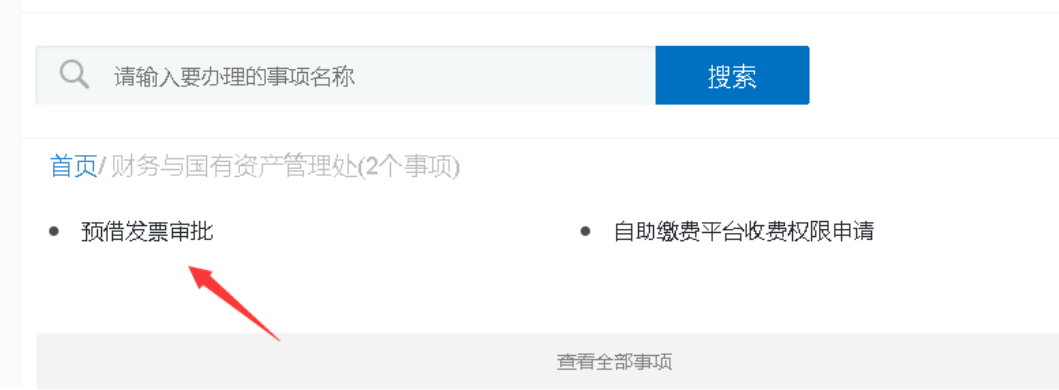 请输入要办理的事项名称 搜索
首页/财务与国有资产管理处(2个事项)
预借发票审批 自助缴费平台收费权限申请
查看全部事项